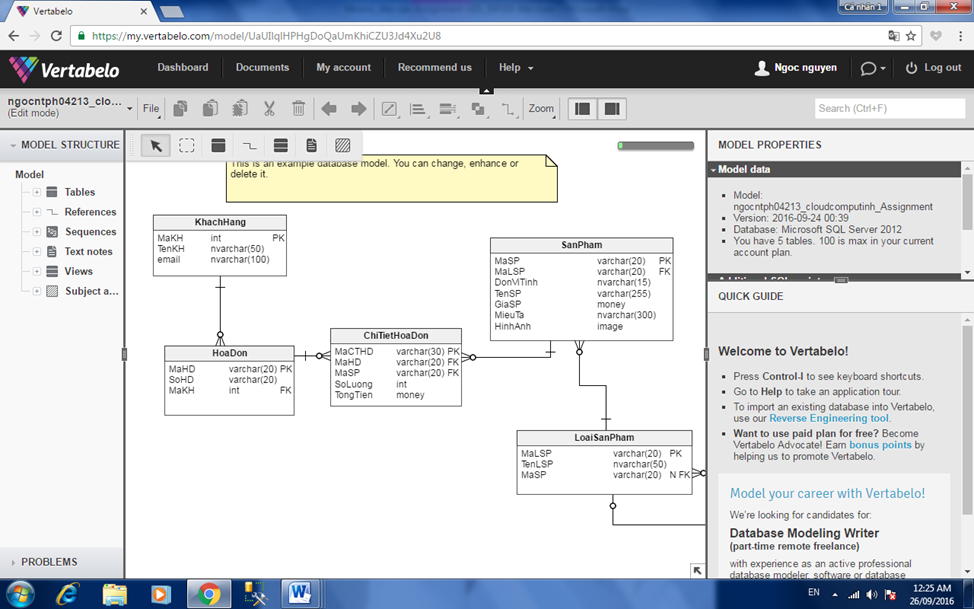 Vertabelo
Ca nhân 1
https://my.vertabelo.com/model/UaUIlqlHPHgDoQaUmKhiCZU3Jd4Xu2U8
Vertabelo
Dashboard
Documents
My account
Recommend us
Help
Ngoc nguyen
Log out
ngocntph04213_clo...
(Edit mode)
File
Zoom
Search (Ctrl+F)
MODEL STRUCTURE
Model
Tables
References
Sequences
Text notes
Views
Subject a...
PROBLEMS
This is an example database model. You can change, enhance or
delete it.
KhachHang
MaKH int PK
TenKH nvarchar(50)
email nvarchar(100)
SanPham
MaSP varchar(20) PK
MaLSP varchar(20) FK
DonViTinh nvarchar(15)
TenSP varchar(255)
GiaSP money
MieuTa nvarchar(300)
HinhAnh image
HoaDon
MaHD varchar(20) PK
SoHD varchar(20)
MaKH int FK
ChiTietHoaDon
MaCTHD varchar(30) PK
MaHD varchar(20) FK
MaSP varchar(20) FK
SoLuong int
TongTien money
LoaiSanPham
MaLSP varchar(20) PK
TenLSP nvarchar(50)
MaSP varchar(20) N FK
MODEL PROPERTIES
Model data
Model:
ngocntph04213_cloudcomputinh_Assignment
Version: 2016-09-24 00:39
Database: Microsoft SQL Server 2012
You have 5 tables. 100 is max in your current
account plan.
QUICK GUIDE
Welcome to Vertabelo!
Press Control-I to see keyboard shortcuts.
Go to Help to take an application tour.
To import an existing database into Vertabelo,
use our Reverse Engineering tool.
Want to use paid plan for free? Become
Vertabelo Advocate! Earn bonus points by
helping us to promote Vertabelo.
Model your career with Vertabelo!
We're looking for candidates for:
Database Modeling Writer
(part-time remote freelance)
with experience as an active professional
database modeler, software or database
EN
12:25 AM
26/09/2016